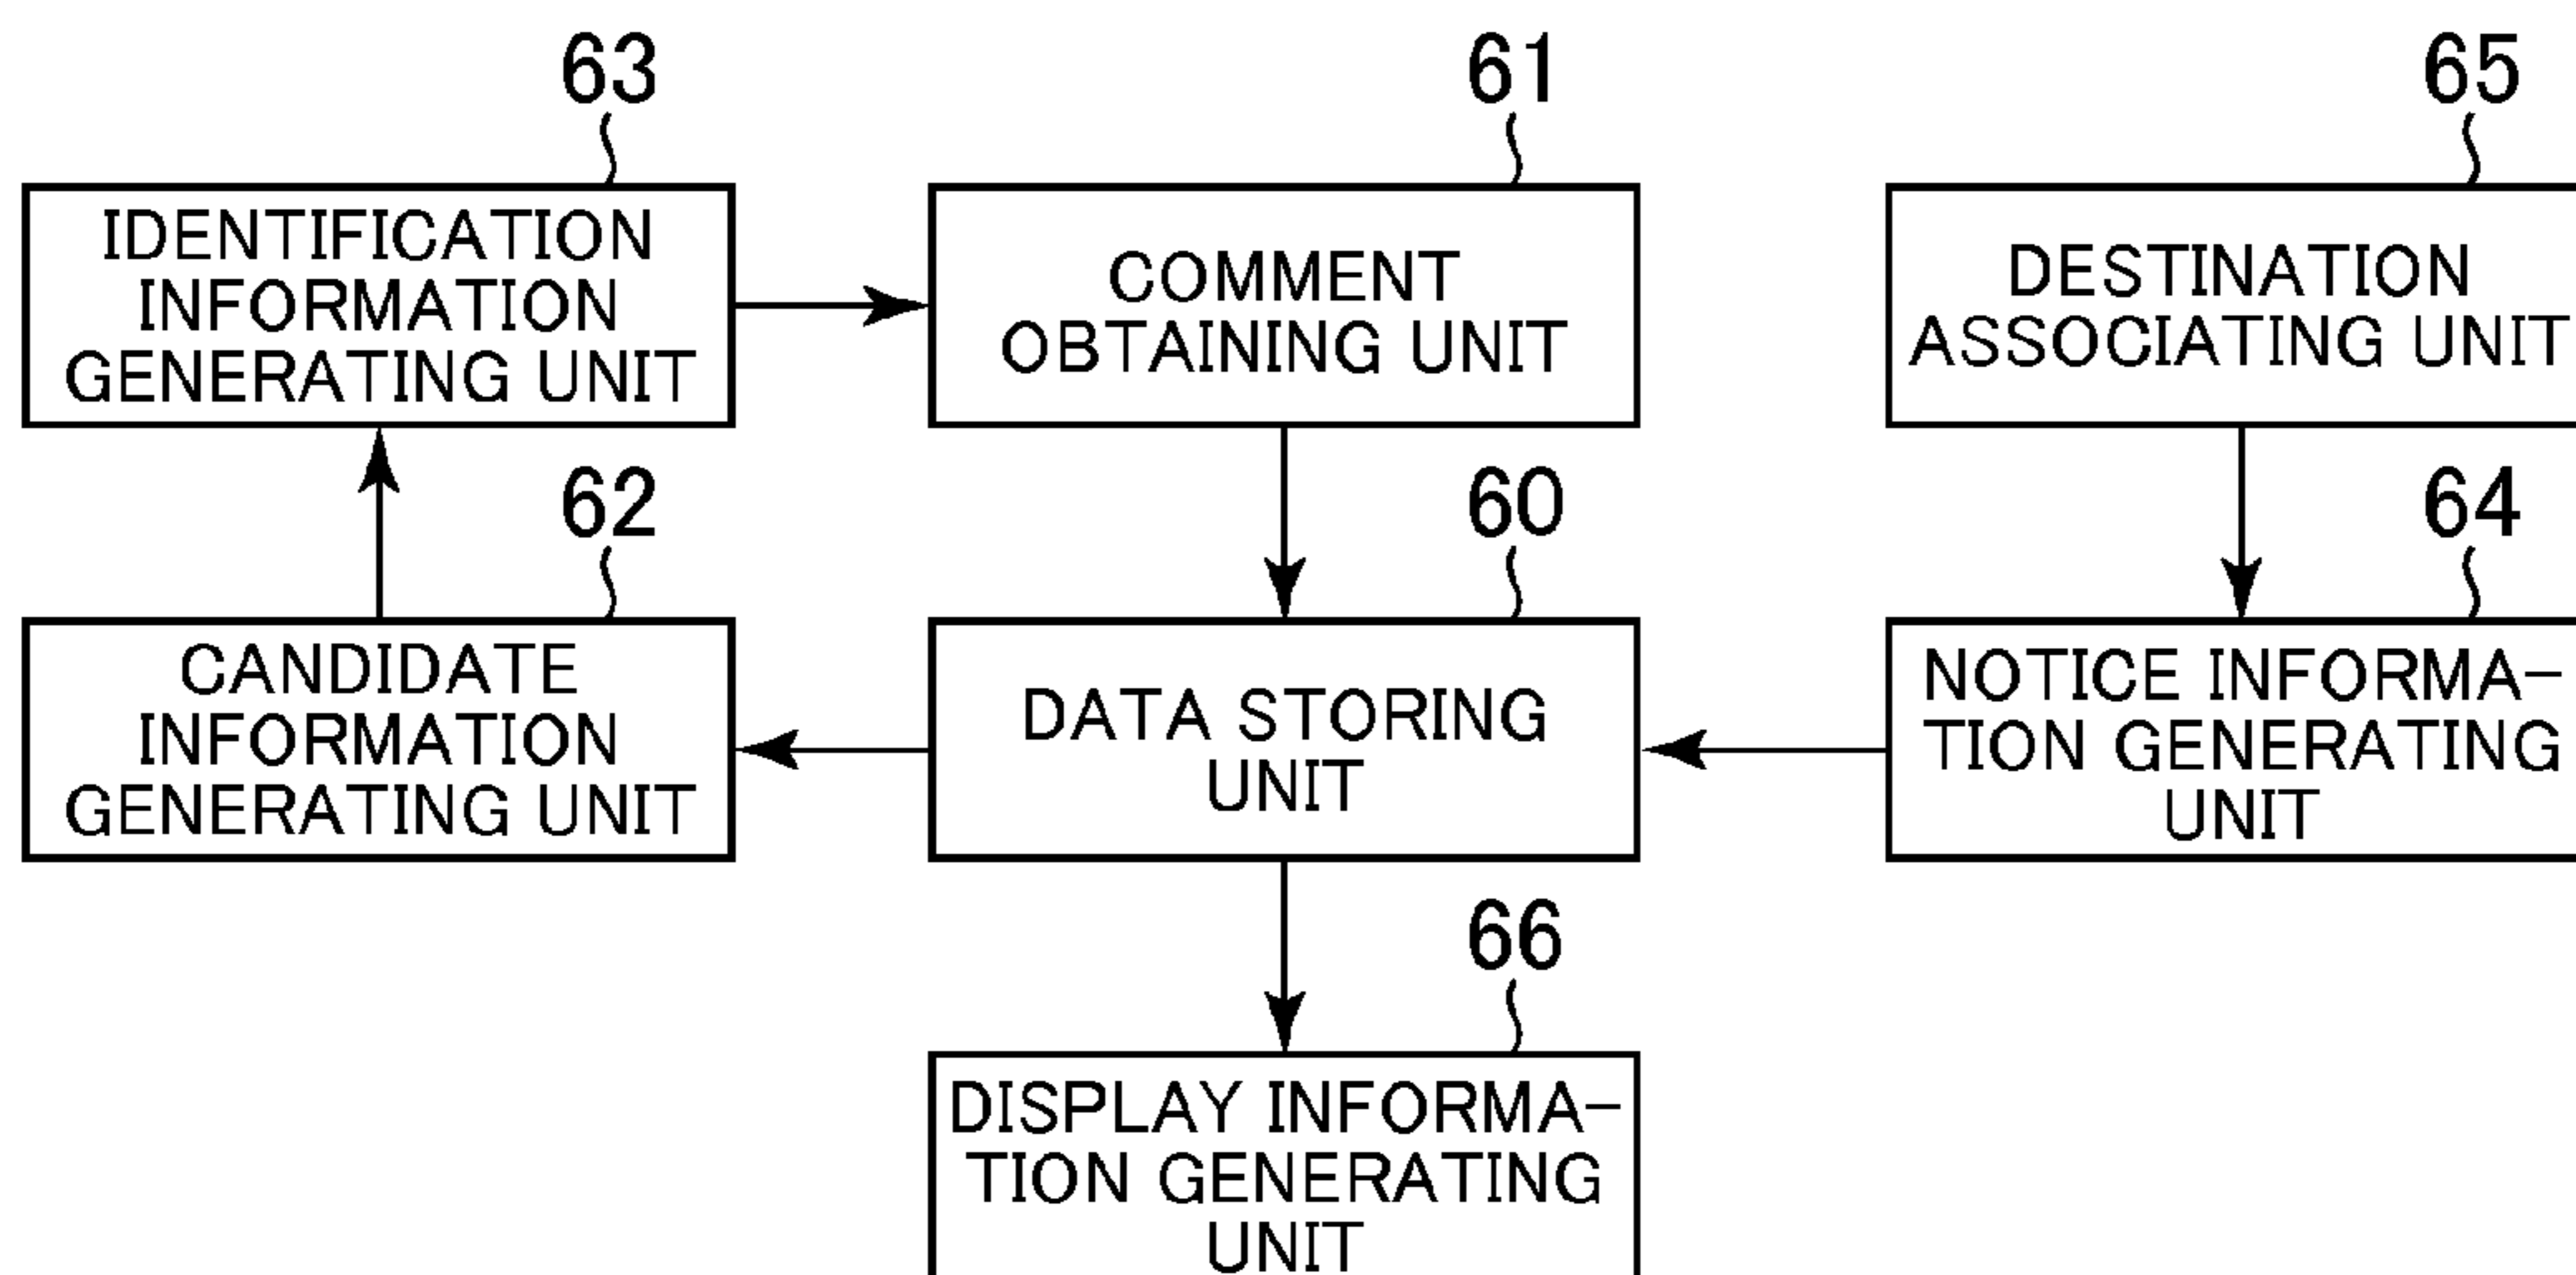 63
61
65
IDENTIFICATION
INFORMATION
GENERATING UNIT
COMMENT
OBTAINING UNIT
DESTINATION
ASSOCIATING UNIT
62
60
64
CANDIDATE
INFORMATION
GENERATING UNIT
DATA STORING
UNIT
NOTICE INFORMA-
TION GENERATING
UNIT
66
DISPLAY INFORMA-
TION GENERATING
UNIT